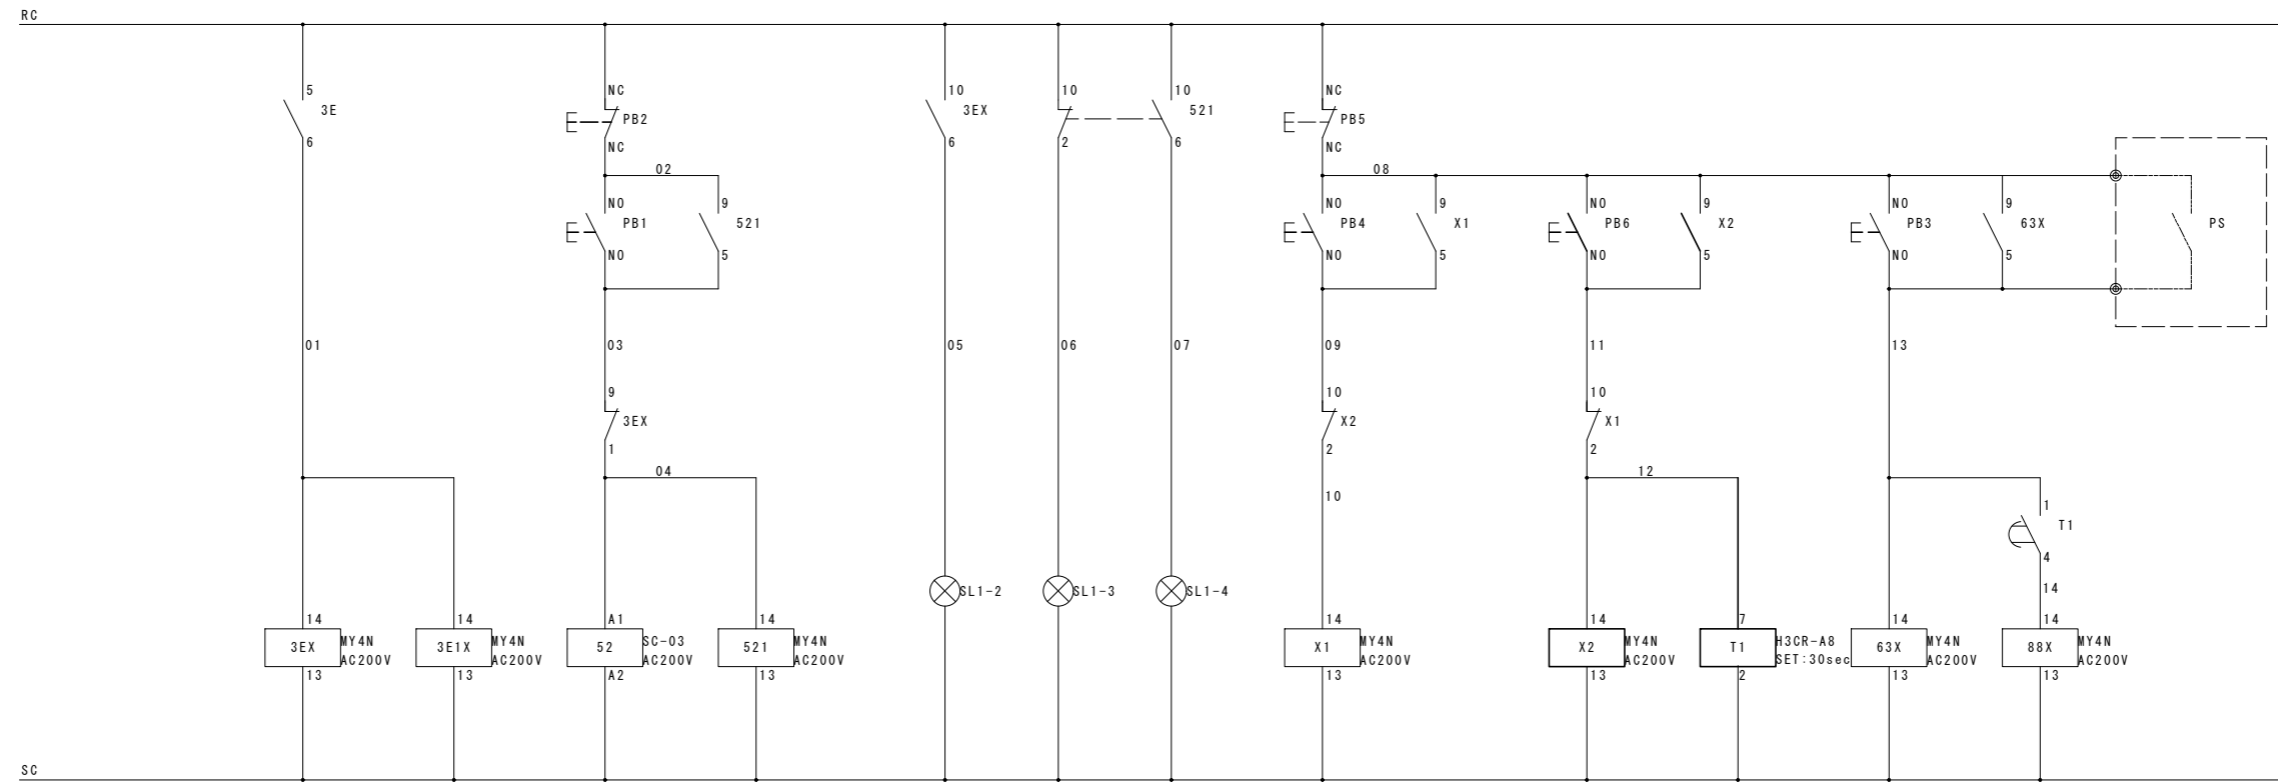 RC
5
3E
6
01
NC
PB2
NC
02
NO
PB1
NO
9
521
5
03
9
3EX
1
04
10
3EX
6
05
10
2
06
10
521
6
07
NC
PB5
NC
08
NO
PB4
NO
9
X1
5
09
10
X2
2
10
NO
PB6
NO
9
X2
5
11
10
X1
2
12
NO
PB3
NO
9
63X
5
PS
13
1
T1
4
14
SL1-2
SL1-3
SL1-4
14
3EX
MY4N
AC200V
13
14
3E1X
MY4N
AC200V
13
A1
52
SC-03
AC200V
A2
14
521
MY4N
AC200V
13
14
X1
MY4N
AC200V
13
14
X2
MY4N
AC200V
13
7
T1
H3CR-A8
SET:30sec
2
14
63X
MY4N
AC200V
13
14
88X
MY4N
AC200V
13
SC